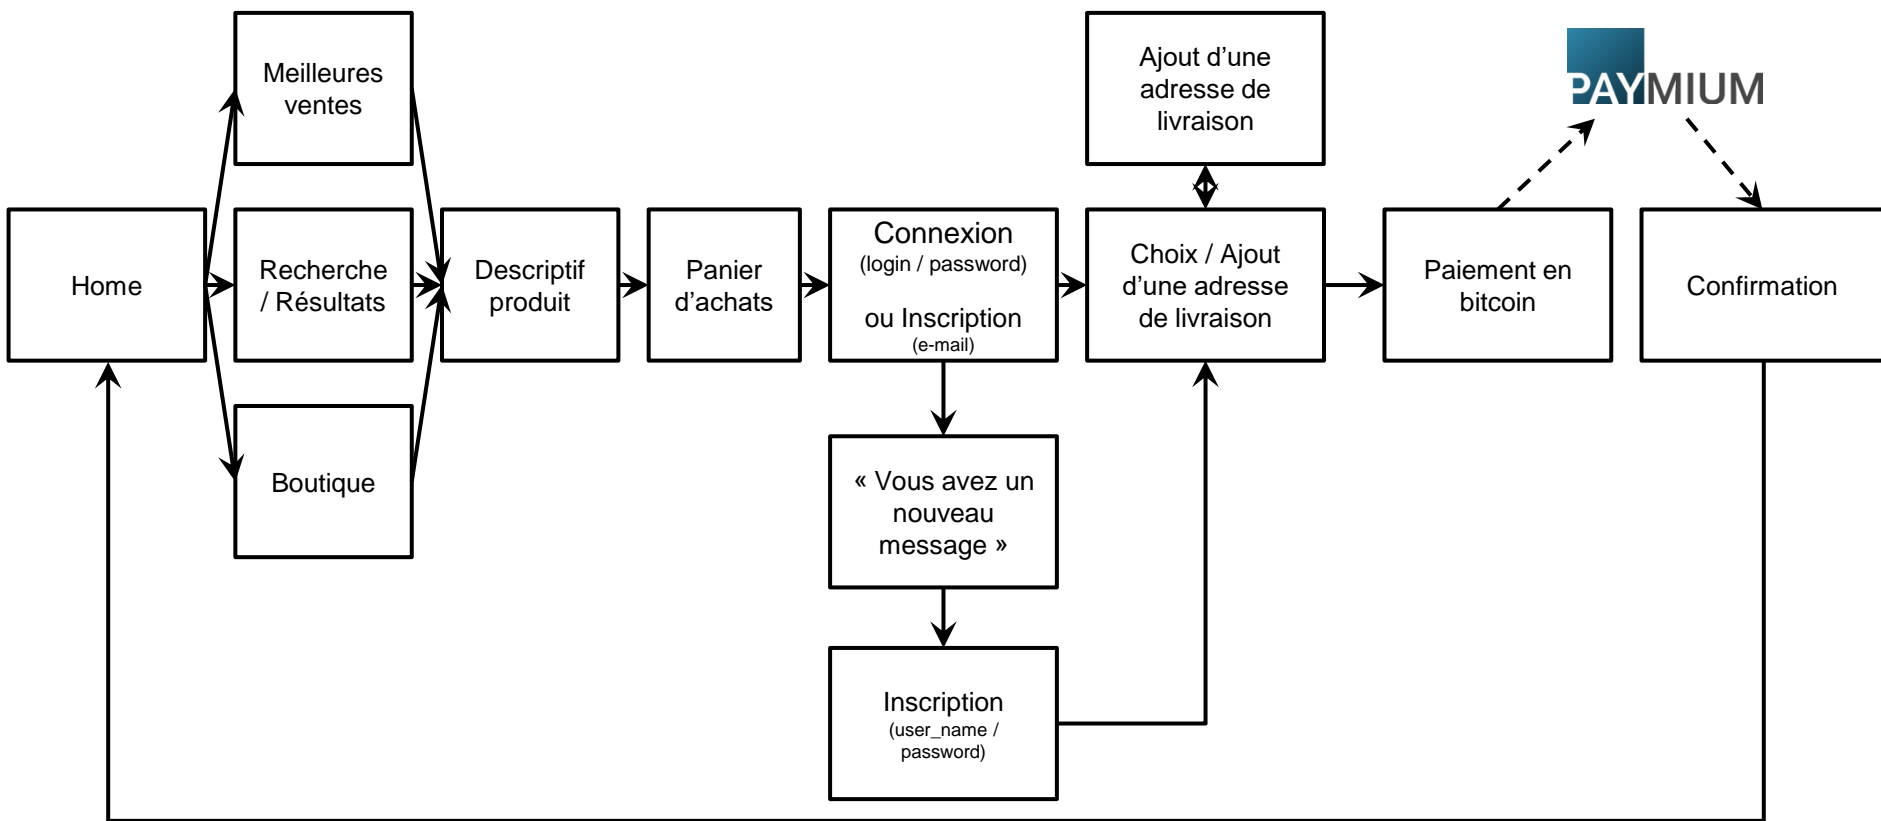 Meilleures
ventes
Ajout d’une
adresse de
livraison
PAYMIUM
Home
Recherche
/ Résultats
Descriptif
produit
Panier
d’achats
Connexion
(login / password)
ou Inscription
(e-mail)
Choix / Ajout
d’une adresse
de livraison
Paiement en
bitcoin
Confirmation
Boutique
« Vous avez un
nouveau
message »
Inscription
(user_name /
password)